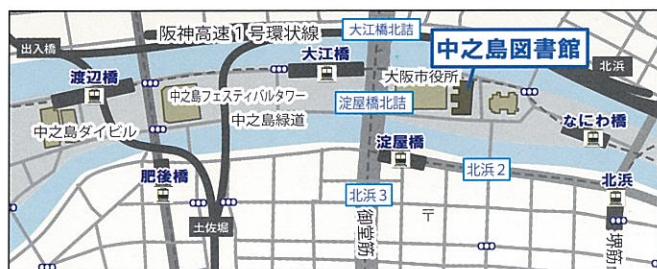 阪神高速1号環状線
大江橋北詰
出入橋
大江橋
中之島図書館
北浜
渡辺橋
大阪市役所
中之島フェスティバルタワー
淀屋橋北詰
なにわ橋
中之島ダイビル
中之島緑道
淀屋橋
肥後橋
北浜2
北浜3
北浜
土佐堀
御堂筋
堺筋
〒